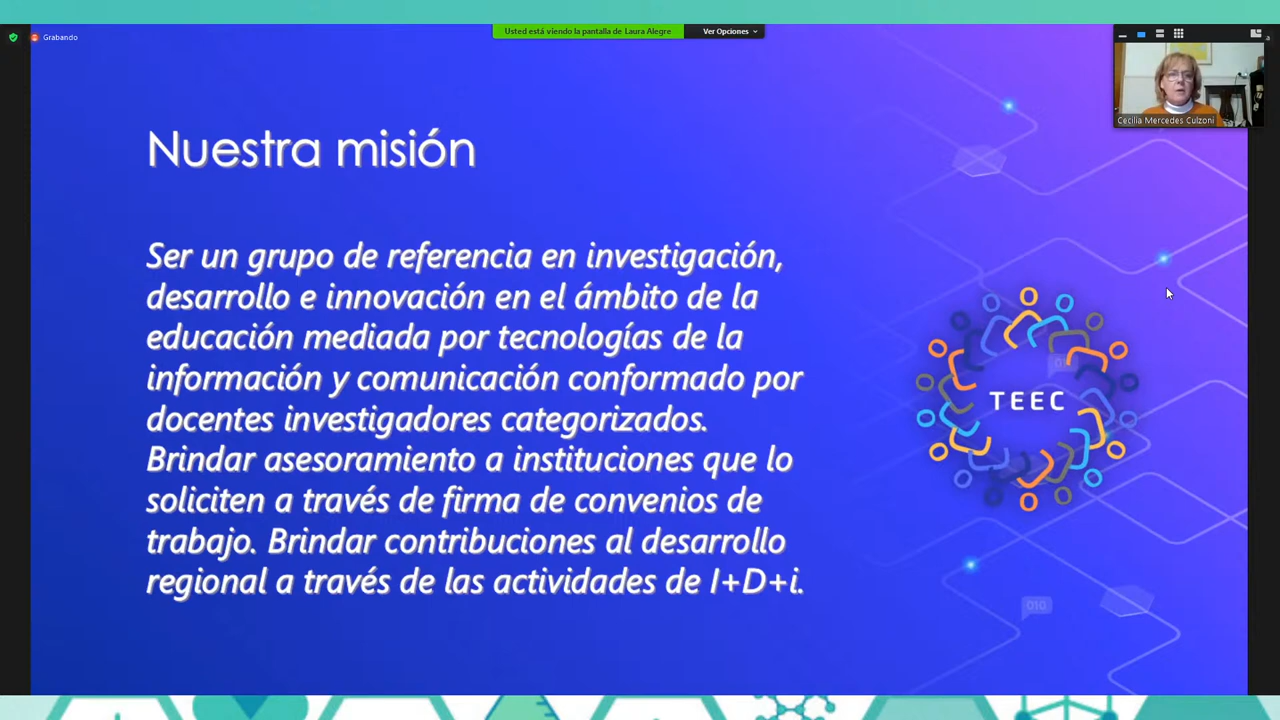 Grabando
Usted está viendo la pantalla de Laura Alegre
Ver Opciones
Cecilia Mercedes Culzoni
Nuestra misión
Ser un grupo de referencia en investigación,
desarrollo e innovación en el ámbito de la
educación mediada por tecnologías de la
información y comunicación conformado por
docentes investigadores categorizados.
Brindar asesoramiento a instituciones que lo
soliciten a través de firma de convenios de
trabajo. Brindar contribuciones al desarrollo
regional a través de las actividades de I+D+i.
TEEC
010